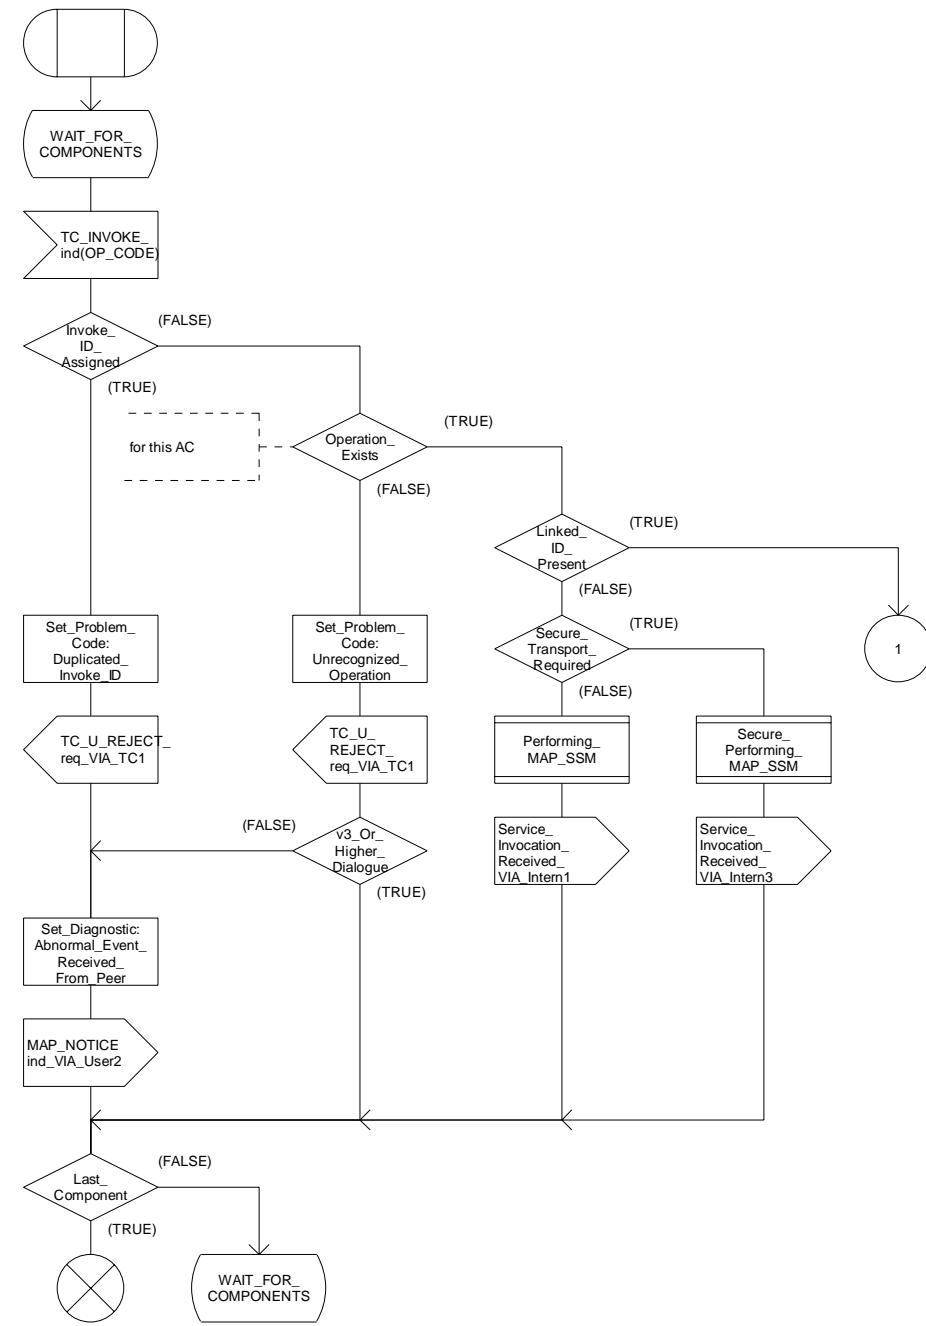 WAIT_FOR_
COMPONENTS
TC_INVOKE_
ind(OP_CODE)
Invoke_
ID_
Assigned
(FALSE)
(TRUE)
for this AC
Operation_
Exists
(TRUE)
(FALSE)
Linked_
ID_
Present
(TRUE)
(FALSE)
Set_Problem_
Code:
Duplicated_
Invoke_ID
Set_Problem_
Code:
Unrecognized_
Operation
Secure_
Transport_
Required
(TRUE)
(FALSE)
1
TC_U_REJECT_
req_VIA_TC1
TC_U_
REJECT_
req_VIA_TC1
Performing_
MAP_SSM
Secure_
Performing_
MAP_SSM
(FALSE)
v3_Or_
Higher_
Dialogue
(TRUE)
Service_
Invocation_
Received_
VIA_Intern1
Service_
Invocation_
Received_
VIA_Intern3
Set_Diagnostic:
Abnormal_Event_
Received_
From_Peer
MAP_NOTICE
ind_VIA_User2
Last_
Component
(FALSE)
(TRUE)
WAIT_FOR_
COMPONENTS